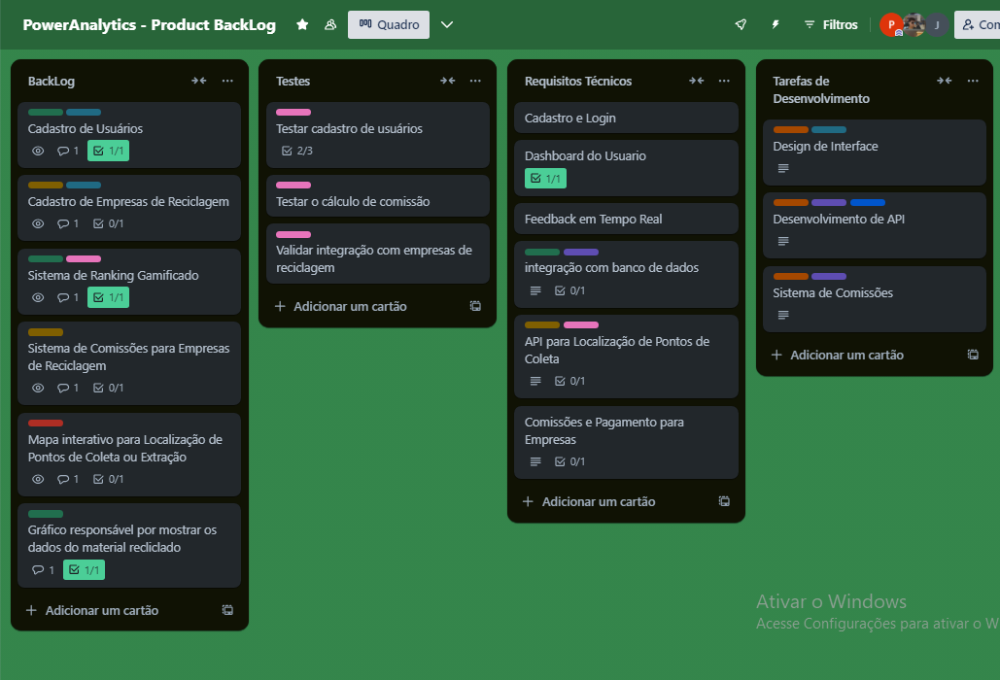 PowerAnalytics - Product BackLog
Quadro
Filtros
P
J
BackLog
Cadastro de Usuários
1
1/1
Cadastro de Empresas de Reciclagem
1
0/1
Sistema de Ranking Gamificado
1
1/1
Sistema de Comissões para Empresas
de Reciclagem
1
0/1
Mapa interativo para Localização de
Pontos de Coleta ou Extração
1
0/1
Gráfico responsável por mostrar os
dados do material recliclado
1
1/1
Adicionar um cartão
Testes
Testar cadastro de usuários
2/3
Testar o cálculo de comissão
Validar integração com empresas de
reciclagem
Adicionar um cartão
Requisitos Técnicos
Cadastro e Login
Dashboard do Usuario
1/1
Feedback em Tempo Real
integração com banco de dados
0/1
API para Localização de Pontos de
Coleta
0/1
Comissões e Pagamento para
Empresas
0/1
Adicionar um cartão
Tarefas de
Desenvolvimento
Design de Interface
Desenvolvimento de API
Sistema de Comissões
Adicionar um cartão
Ativar o Windows
Acesse Configurações para ativar o W